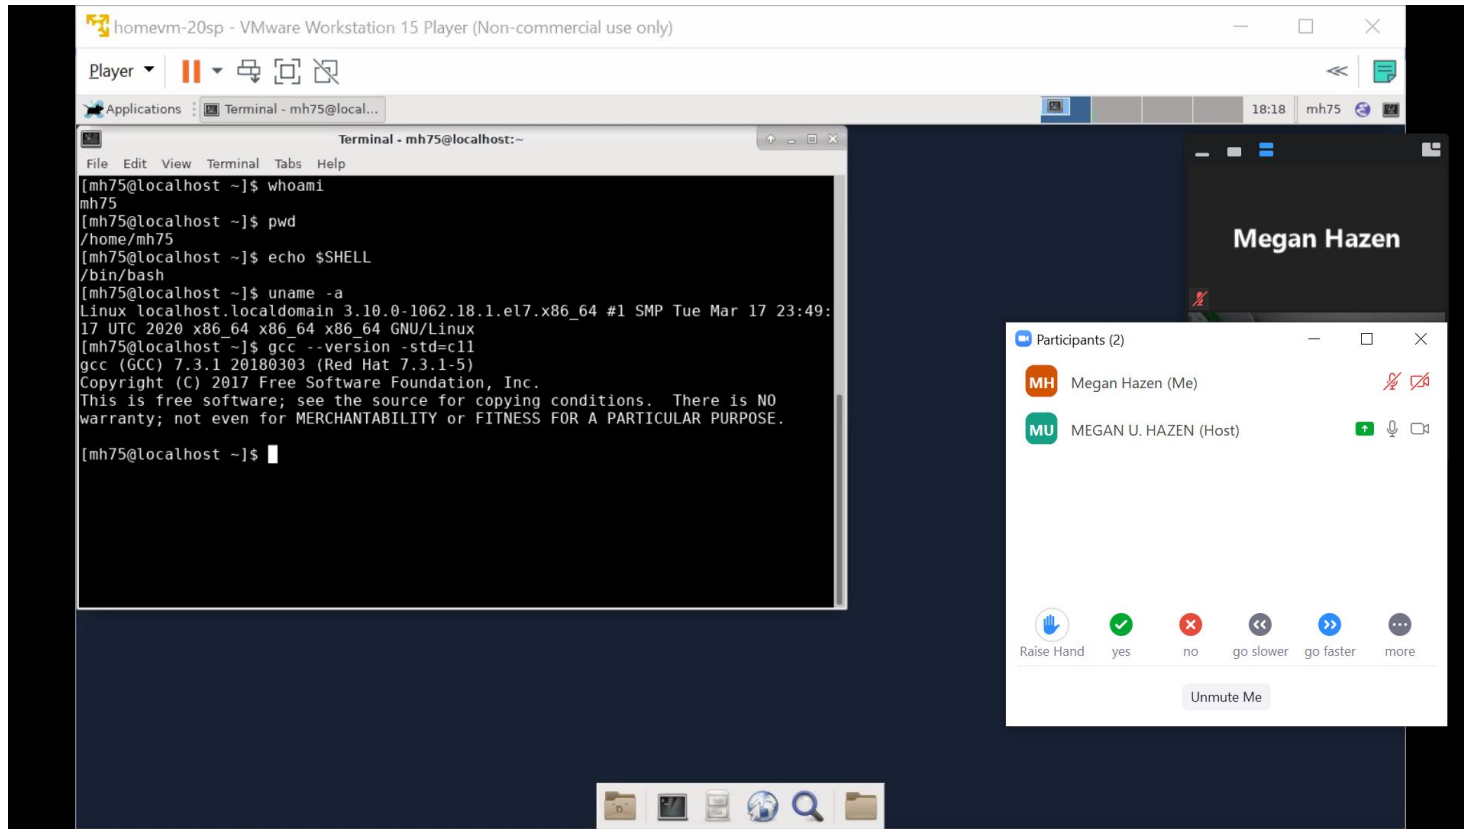 homevm-20sp - VMware Workstation 15 Player (Non-commercial use only)
Player
Applications
Terminal - mh75@local...
18:18
mh75
Terminal - mh75@localhost:~
File Edit View Terminal Tabs Help
[mh75@localhost ~]$ whoami
mh75
[mh75@localhost ~]$ pwd
/home/mh75
[mh75@localhost ~]$ echo $SHELL
/bin/bash
[mh75@localhost ~]$ uname -a
Linux localhost.localdomain 3.10.0-1062.18.1.el7.x86_64 #1 SMP Tue Mar 17 23:49:
17 UTC 2020 x86_64 x86_64 x86_64 GNU/Linux
[mh75@localhost ~]$ gcc --version -std=c11
gcc (GCC) 7.3.1 20180303 (Red Hat 7.3.1-5)
Copyright (C) 2017 Free Software Foundation, Inc.
This is free software; see the source for copying conditions.  There is NO
warranty; not even for MERCHANTABILITY or FITNESS FOR A PARTICULAR PURPOSE.
[mh75@localhost ~]$
Megan Hazen
Participants (2)
MH Megan Hazen (Me)
MU MEGAN U. HAZEN (Host)
Raise Hand yes no go slower go faster more
Unmute Me